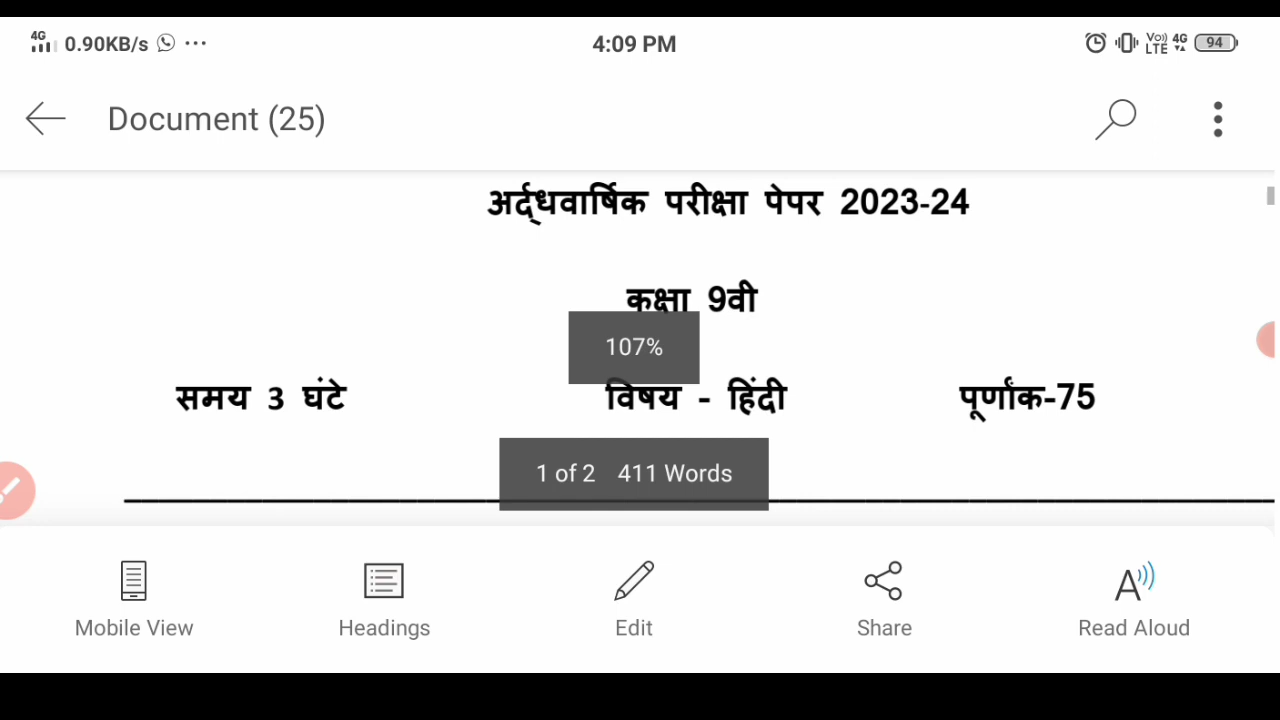 4G 0.90KB/s ... 4:09 PM Vo)) LTE 4G 94
Document (25)
अर्द्धवार्षिक परीक्षा पेपर 2023-24
कक्षा 9वी
107%
समय 3 घंटे विषय - हिंदी पूर्णांक-75
1 of 2 411 Words
Mobile View Headings Edit Share Read Aloud